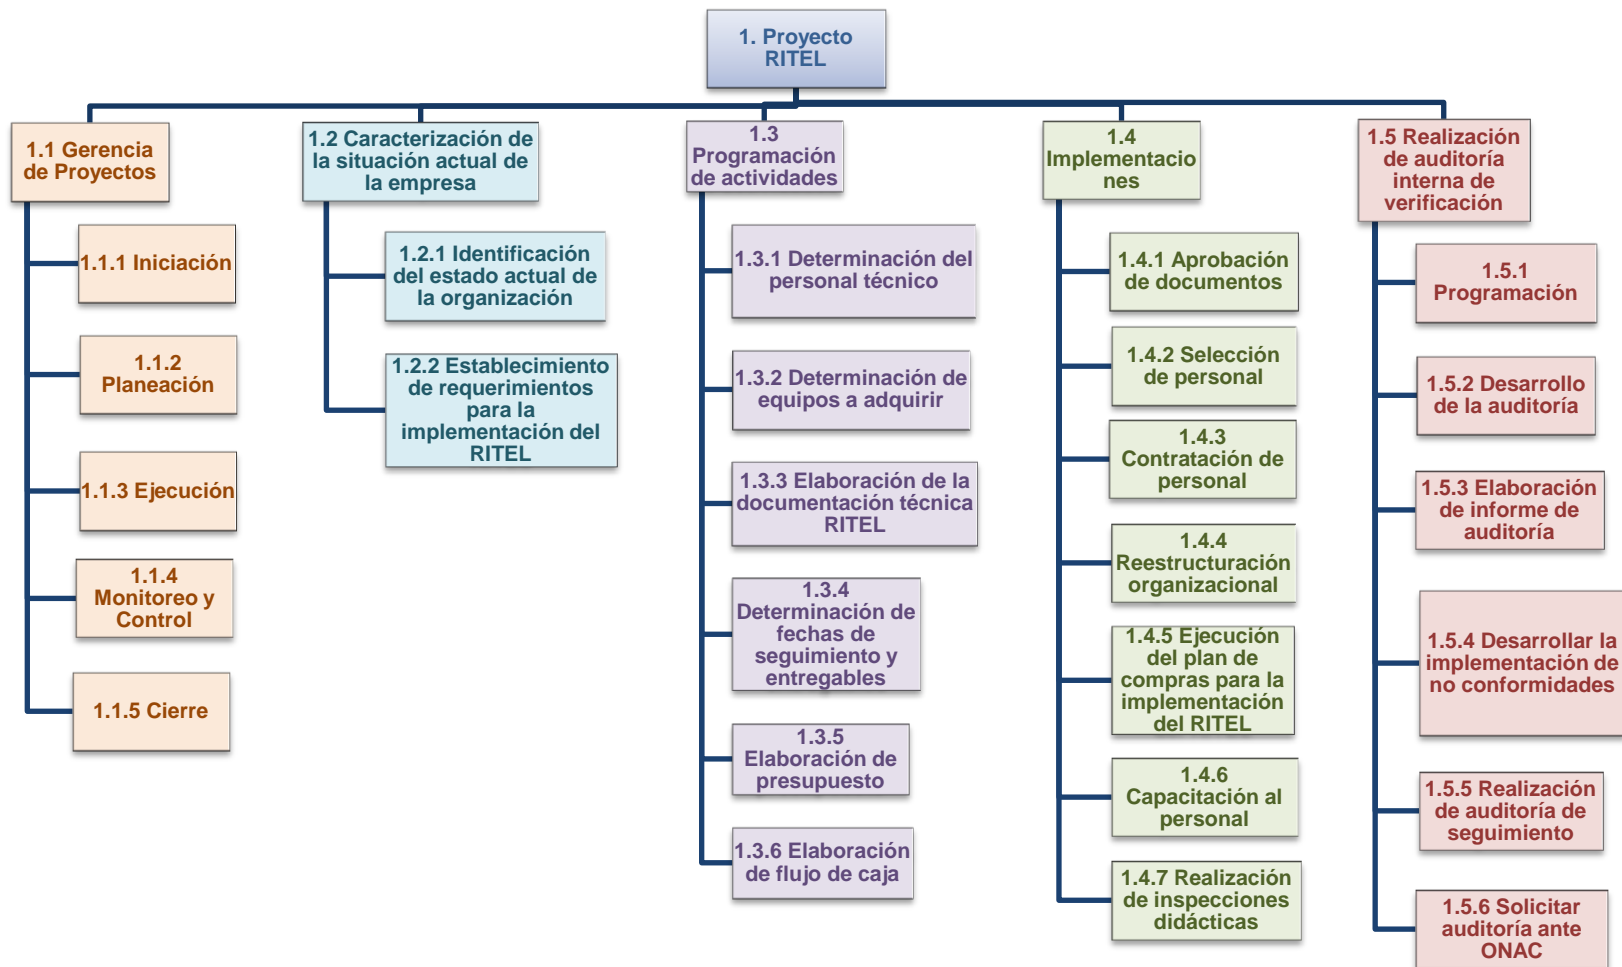 1. Proyecto
RITEL
1.1 Gerencia
de Proyectos
1.1.1 Iniciación
1.1.2
Planeación
1.1.3 Ejecución
1.1.4
Monitoreo y
Control
1.1.5 Cierre
1.2 Caracterización de
la situación actual de
la empresa
1.2.1 Identificación
del estado actual de
la organización
1.2.2 Establecimiento
de requerimientos
para la
implementación del
RITEL
1.3
Programación
de actividades
1.3.1 Determinación del
personal técnico
1.3.2 Determinación de
equipos a adquirir
1.3.3 Elaboración de la
documentación técnica
RITEL
1.3.4
Determinación de
fechas de
seguimiento y
entregables
1.3.5
Elaboración de
presupuesto
1.3.6 Elaboración
de flujo de caja
1.4
Implementacio
nes
1.4.1 Aprobación
de documentos
1.4.2 Selección
de personal
1.4.3
Contratación de
personal
1.4.4
Reestructuración
organizacional
1.4.5 Ejecución
del plan de
compras para la
implementación
del RITEL
1.4.6
Capacitación al
personal
1.4.7 Realización
de inspecciones
didácticas
1.5 Realización
de auditoría
interna de
verificación
1.5.1
Programación
1.5.2 Desarrollo
de la auditoría
1.5.3 Elaboración
de informe de
auditoría
1.5.4 Desarrollar la
implementación de
no conformidades
1.5.5 Realización
de auditoría de
seguimiento
1.5.6 Solicitar
auditoría ante
ONAC